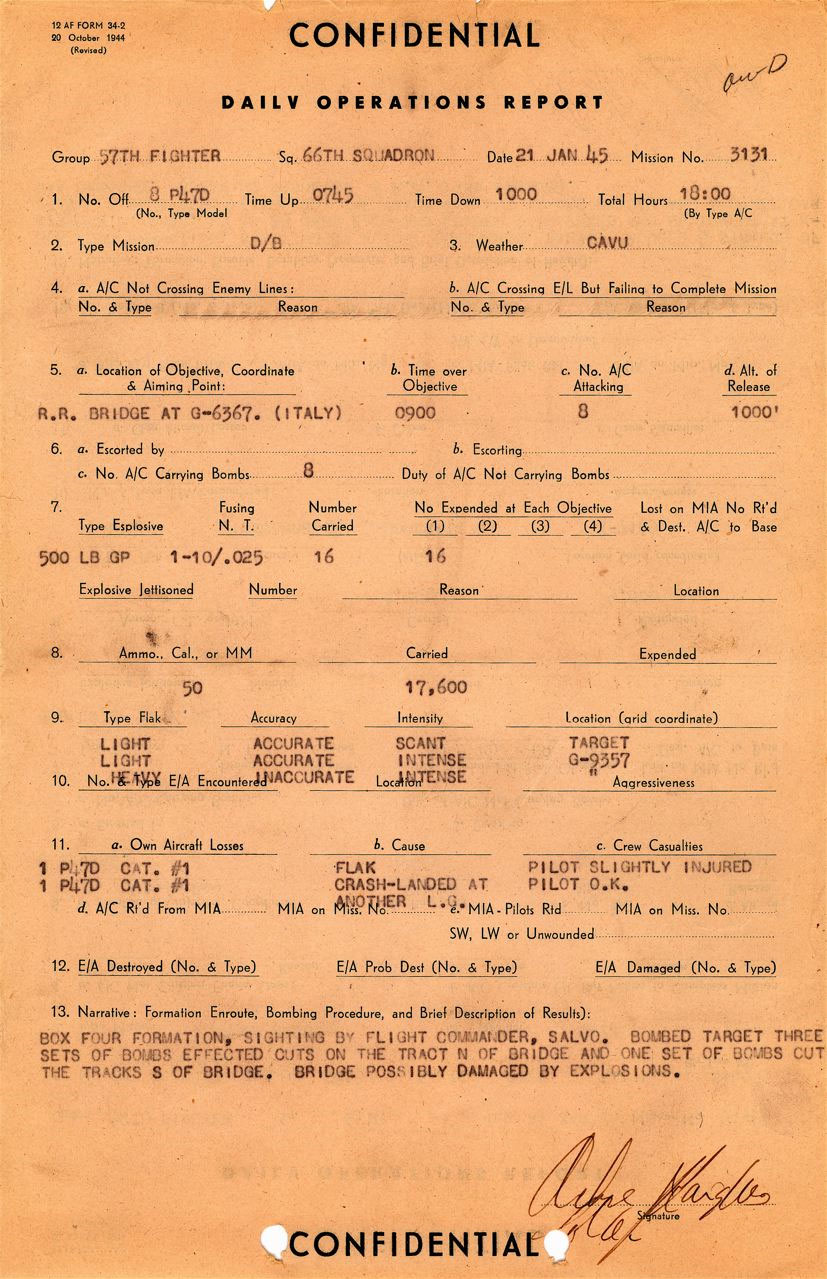 12 AF FORM 34-2
20 October 1944
(Revised)
CONFIDENTIAL
DAILY OPERATIONS REPORT
Group 57TH FIGHTER Sq. 66TH SQUADRON Date 21 JAN 45 Mission No. 3131
1. No. Off 8 P47D Time Up 0745 Time Down 1000 Total Hours 18:00
(No., Type Model (By Type A/C
2. Type Mission D/B 3. Weather CAVU
4. a. A/C Not Crossing Enemy Lines: b. A/C Crossing E/L But Failing to Complete Mission
No. & Type Reason No. & Type Reason
5. a. Location of Objective, Coordinate b. Time over c. No. A/C d. Alt. of
& Aiming Point: Objective Attacking Release
R.R. BRIDGE AT G-6367. (ITALY) 0900 8 1000'
6. a. Escorted by b. Escorting
c. No. A/C Carrying Bombs 8 Duty of A/C Not Carrying Bombs
7. Fusing Number No Expended at Each Objective Lost on MIA No Rt'd
Type Explosive N. T. Carried (1) (2) (3) (4) & Dest. A/C to Base
500 LB GP 1-10/.025 16 16
Explosive Jettisoned Number Reason Location
8. Ammo., Cal., or MM Carried Expended
50 17,600
9. Type Flak Accuracy Intensity Location (grid coordinate)
LIGHT ACCURATE SCANT TARGET
LIGHT ACCURATE INTENSE G-9357
HEAVY INACCURATE INTENSE "
10. No. & Type E/A Encountered Location Aggressiveness
11. a. Own Aircraft Losses b. Cause c. Crew Casualties
1 P47D CAT. #1 FLAK PILOT SLIGHTLY INJURED
1 P47D CAT. #1 CRASH-LANDED AT PILOT O.K.
ANOTHER L.G.
d. A/C Rt'd From MIA MIA on Miss. No. e. MIA-Pilots Rtd MIA on Miss. No.
SW, LW or Unwounded
12. E/A Destroyed (No. & Type) E/A Prob Dest (No. & Type) E/A Damaged (No. & Type)
13. Narrative: Formation Enroute, Bombing Procedure, and Brief Description of Results):
BOX FOUR FORMATION, SIGHTING BY FLIGHT COMMANDER, SALVO. BOMBED TARGET THREE
SETS OF BOMBS EFFECTED CUTS ON THE TRACT N OF BRIDGE AND ONE SET OF BOMBS CUT
THE TRACKS S OF BRIDGE. BRIDGE POSSIBLY DAMAGED BY EXPLOSIONS.
Signature
CONFIDENTIAL